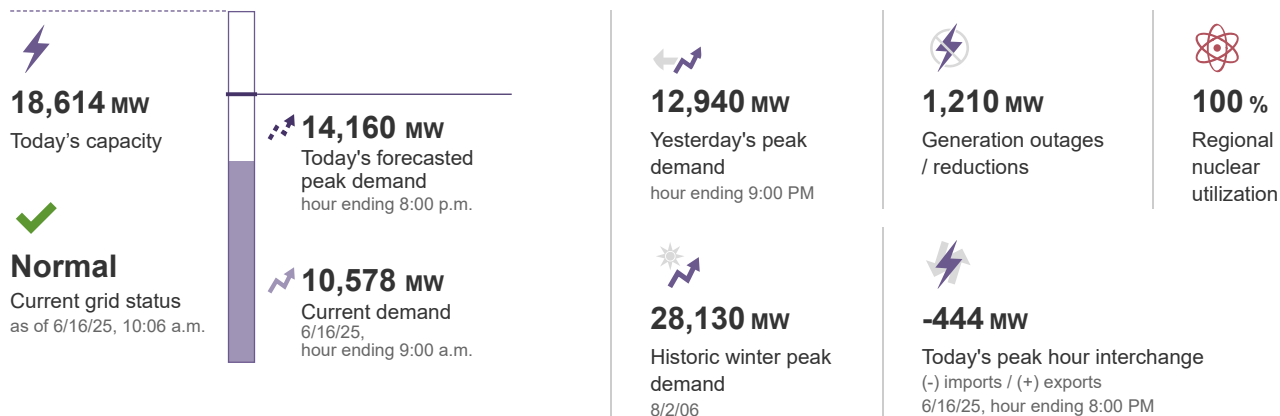 18,614 MW
Today’s capacity
Normal
Current grid status
as of 6/16/25, 10:06 a.m.
14,160 MW
Today's forecasted
peak demand
hour ending 8:00 p.m.
10,578 MW
Current demand
6/16/25,
hour ending 9:00 a.m.
12,940 MW
Yesterday's peak
demand
hour ending 9:00 PM
1,210 MW
Generation outages
/ reductions
100 %
Regional
nuclear
utilization
28,130 MW
Historic winter peak
demand
8/2/06
-444 MW
Today's peak hour interchange
(-) imports / (+) exports
6/16/25, hour ending 8:00 PM